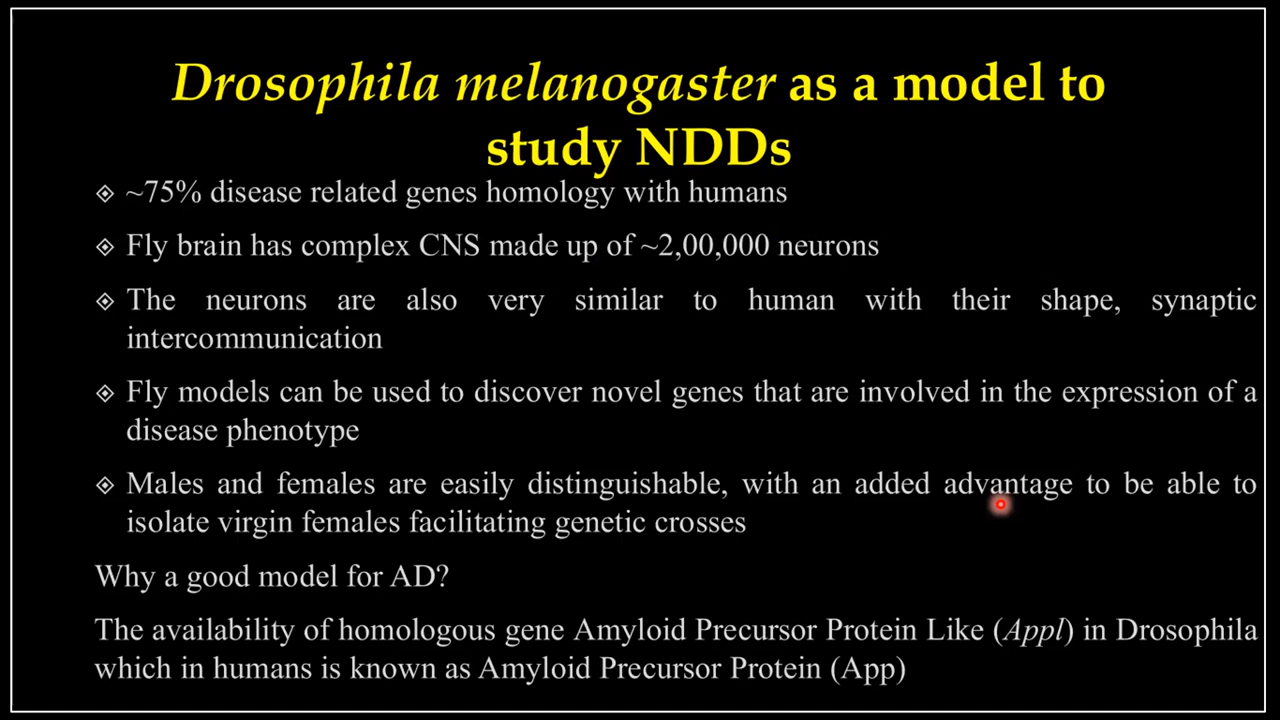 Drosophila melanogaster as a model to
study NDDs
~75% disease related genes homology with humans
Fly brain has complex CNS made up of ~2,00,000 neurons
The neurons are also very similar to human with their shape, synaptic
intercommunication
Fly models can be used to discover novel genes that are involved in the expression of a
disease phenotype
Males and females are easily distinguishable, with an added advantage to be able to
isolate virgin females facilitating genetic crosses
Why a good model for AD?
The availability of homologous gene Amyloid Precursor Protein Like (Appl) in Drosophila
which in humans is known as Amyloid Precursor Protein (App)